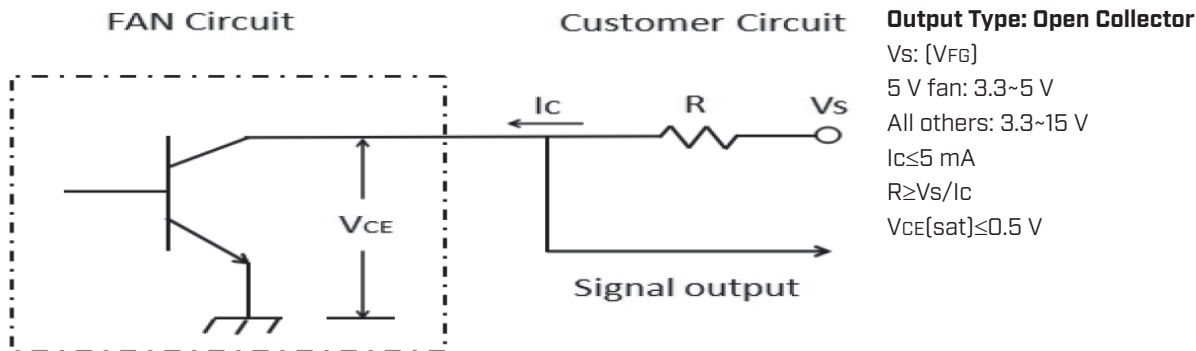 FAN Circuit
Customer Circuit
Ic
R
Vs
VCE
Signal output
Output Type: Open Collector
Vs: (VFG)
5 V fan: 3.3~5 V
All others: 3.3~15 V
Ic≤5 mA
R≥Vs/Ic
VCE(sat)≤0.5 V